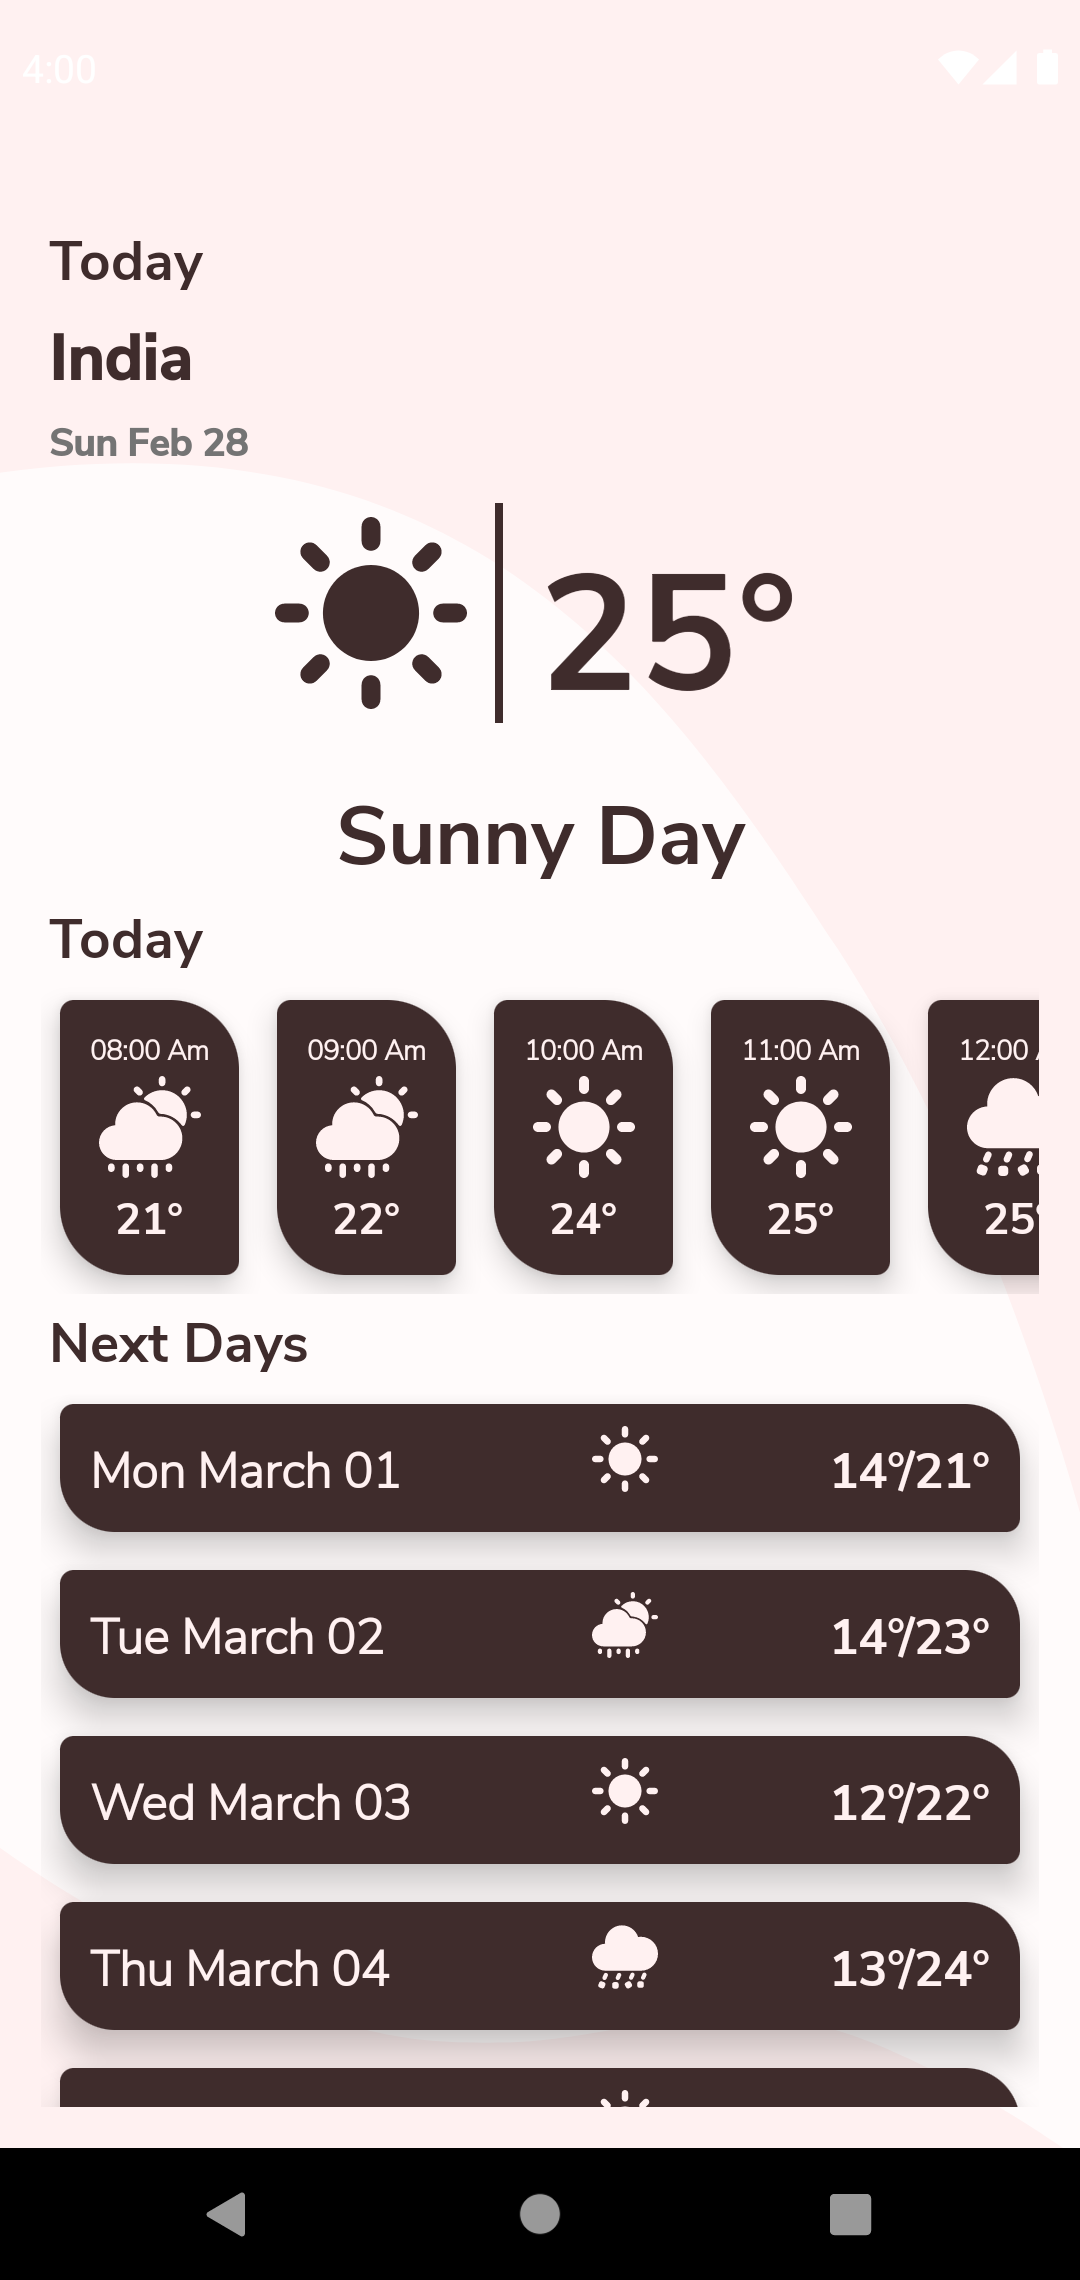 4:00
Today
India
Sun Feb 28
25°
Sunny Day
Today
08:00 Am 09:00 Am 10:00 Am 11:00 Am 12:00
21° 22° 24° 25° 25°
Next Days
Mon March 01 14°/21°
Tue March 02 14°/23°
Wed March 03 12°/22°
Thu March 04 13°/24°